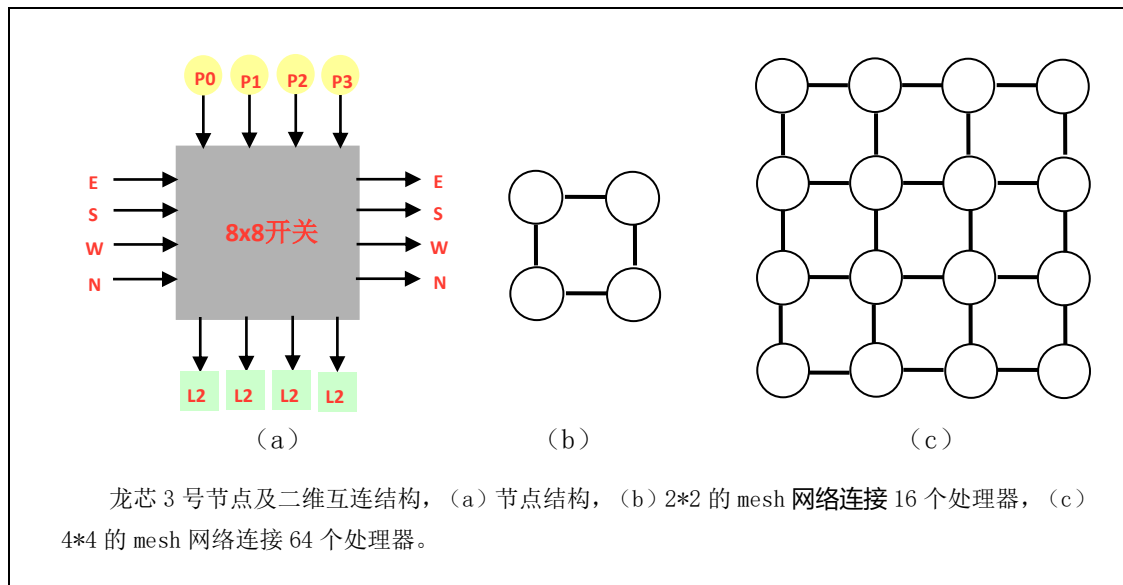 P0 P1 P2 P3
E E
S S
8x8开关
W W
N N
L2 L2 L2 L2
（a） （b） （c）
龙芯 3 号节点及二维互连结构，（a）节点结构，（b）2*2 的 mesh 网络连接 16 个处理器，（c）
4*4 的 mesh 网络连接 64 个处理器。